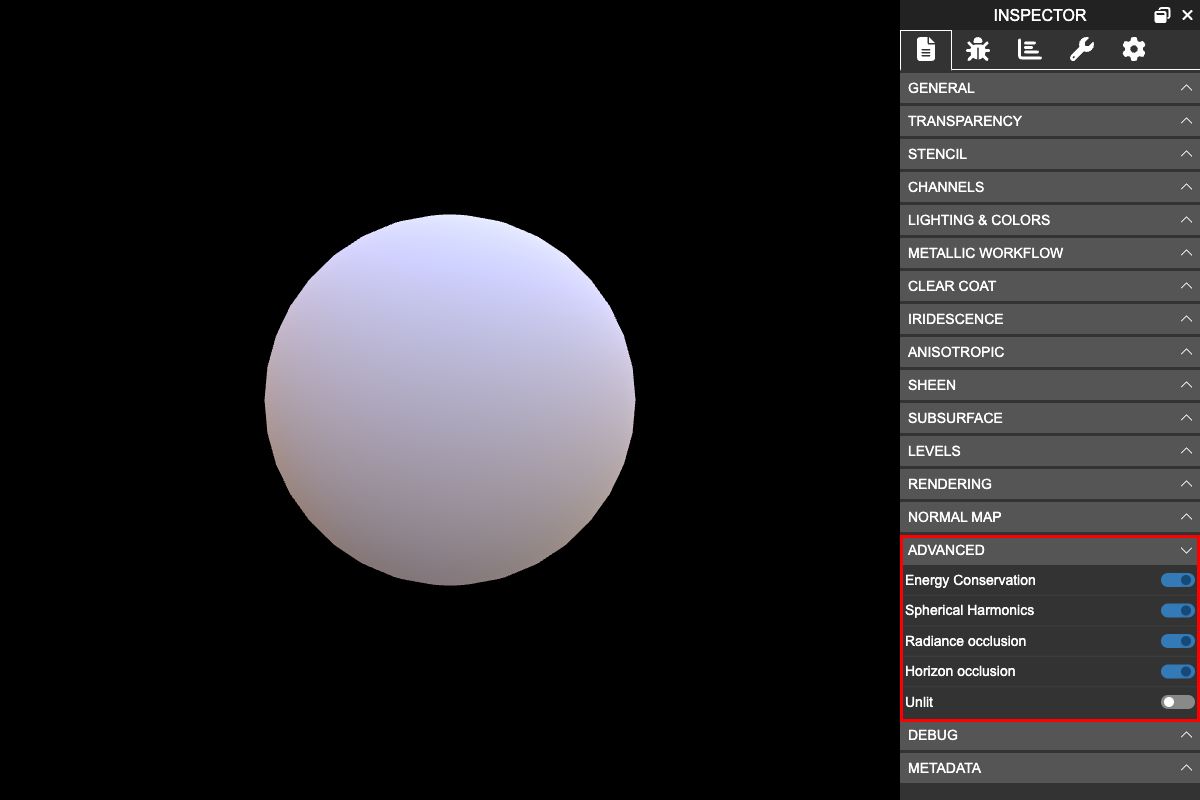 INSPECTOR
GENERAL
TRANSPARENCY
STENCIL
CHANNELS
LIGHTING & COLORS
METALLIC WORKFLOW
CLEAR COAT
IRIDESCENCE
ANISOTROPIC
SHEEN
SUBSURFACE
LEVELS
RENDERING
NORMAL MAP
ADVANCED
Energy Conservation
Spherical Harmonics
Radiance occlusion
Horizon occlusion
Unlit
DEBUG
METADATA